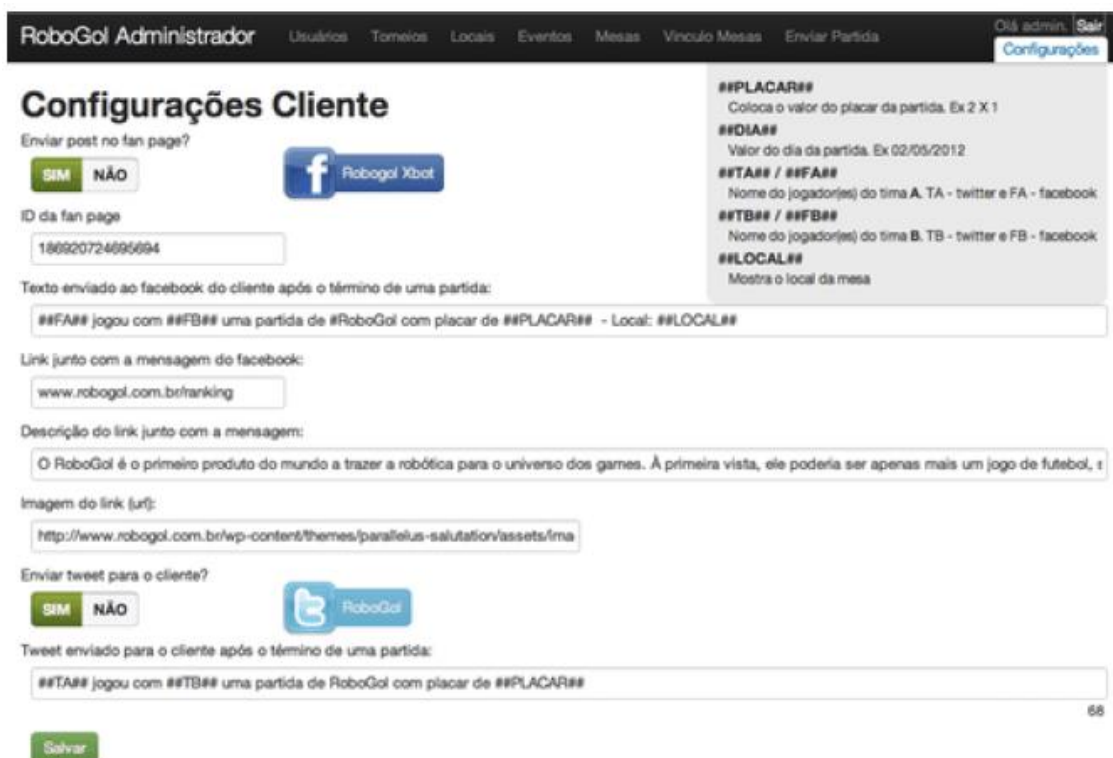 RoboGol Administrador Usuários Torneios Locais Eventos Mesas Vinculo Mesas Enviar Partida Olá admin, Sair
Configurações
Configurações Cliente
Enviar post no fan page?
SIM NÃO
Robogol Xbot
ID da fan page
186920724695694
##PLACAR##
Coloca o valor do placar da partida. Ex 2 X 1
##DIA##
Valor do dia da partida. Ex 02/05/2012
##TA## / ##FA##
Nome do jogador(es) do tima A. TA - twitter e FA - facebook
##TB## / ##FB##
Nome do jogador(es) do tima B. TB - twitter e FB - facebook
##LOCAL##
Mostra o local da mesa
Texto enviado ao facebook do cliente após o término de uma partida:
##FA## jogou com ##FB## uma partida de #RoboGol com placar de ##PLACAR## - Local: ##LOCAL##
Link junto com a mensagem do facebook:
www.robogol.com.br/ranking
Descrição do link junto com a mensagem:
O RoboGol é o primeiro produto do mundo a trazer a robótica para o universo dos games. À primeira vista, ele poderia ser apenas mais um jogo de futebol,
Imagem do link (url):
http://www.robogol.com.br/wp-content/themes/parallelus-salutation/assets/ima
Enviar tweet para o cliente?
SIM NÃO
RoboGol
Tweet enviado para o cliente após o término de uma partida:
##TA## jogou com ##TB## uma partida de RoboGol com placar de ##PLACAR##
68
Salvar